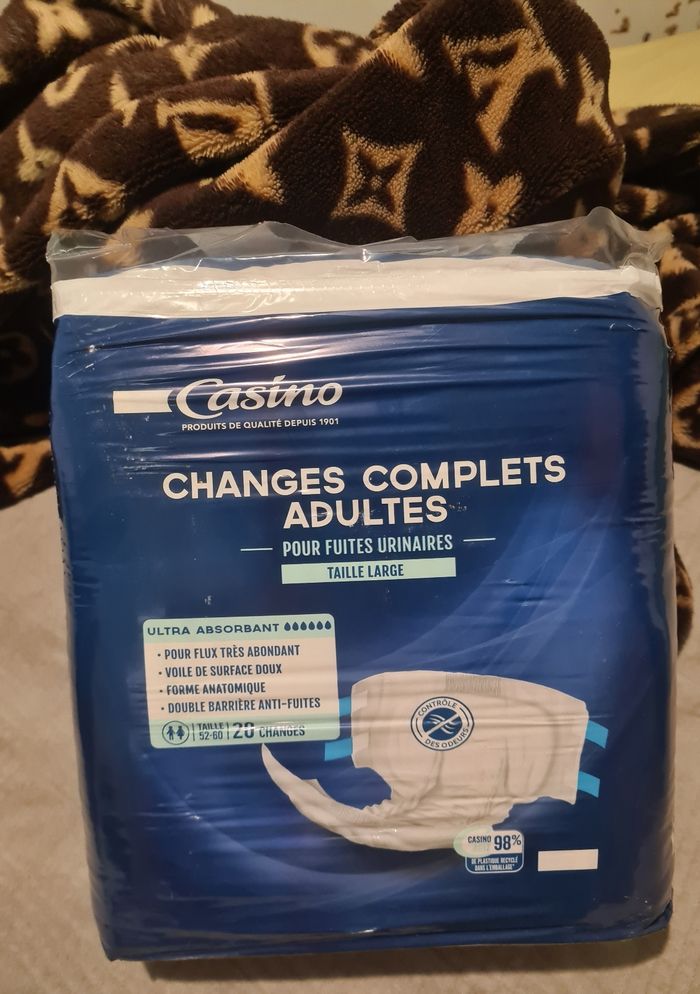 Casino
PRODUITS DE QUALITÉ DEPUIS 1901
CHANGES COMPLETS
ADULTES
POUR FUITES URINAIRES
TAILLE LARGE
ULTRA ABSORBANT
• POUR FLUX TRÈS ABONDANT
• VOILE DE SURFACE DOUX
• FORME ANATOMIQUE
• DOUBLE BARRIÈRE ANTI-FUITES
TAILLE
52-60
20 CHANGES
CONTRÔLE
DES ODEURS
CASINO
98%
DE PLASTIQUE RECYCLÉ
DANS L'EMBALLAGE*